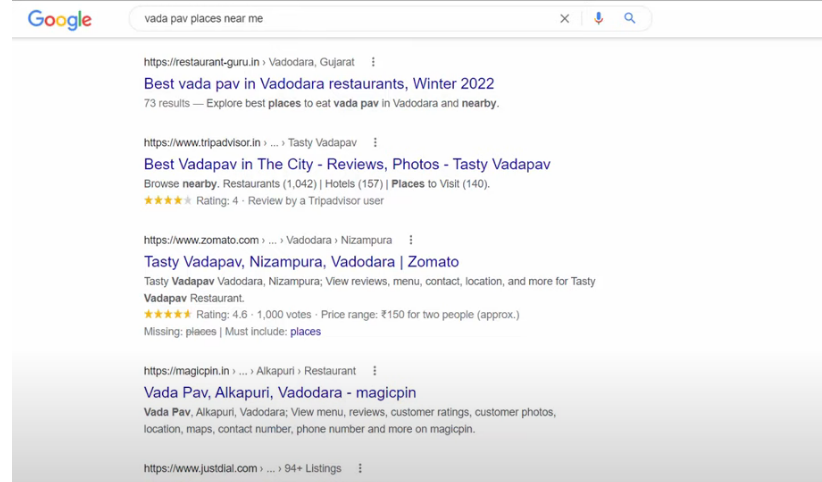 Google
vada pav places near me
https://restaurant-guru.in › Vadodara, Gujarat
Best vada pav in Vadodara restaurants, Winter 2022
73 results — Explore best places to eat vada pav in Vadodara and nearby.
https://www.tripadvisor.in › ... › Tasty Vadapav
Best Vadapav in The City - Reviews, Photos - Tasty Vadapav
Browse nearby. Restaurants (1,042) | Hotels (157) | Places to Visit (140).
Rating: 4 · Review by a Tripadvisor user
https://www.zomato.com › ... › Vadodara › Nizampura
Tasty Vadapav, Nizampura, Vadodara | Zomato
Tasty Vadapav Vadodara, Nizampura; View reviews, menu, contact, location, and more for Tasty
Vadapav Restaurant.
Rating: 4.6 · 1,000 votes · Price range: ₹150 for two people (approx.)
Missing: places | Must include: places
https://magicpin.in › ... › Alkapuri › Restaurant
Vada Pav, Alkapuri, Vadodara - magicpin
Vada Pav, Alkapuri, Vadodara; View menu, reviews, customer ratings, customer photos,
location, maps, contact number, phone number and more on magicpin.
https://www.justdial.com › ... › 94+ Listings